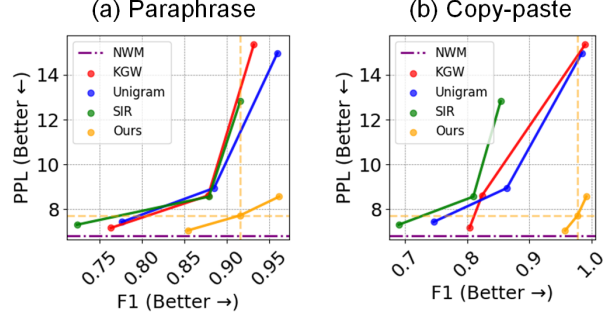 (a) Paraphrase
PPL (Better ←)
14
12
10
8
NWM
KGW
Unigram
SIR
Ours
0.75
0.80
0.85
0.90
0.95
F1 (Better →)
(b) Copy-paste
PPL (Better ←)
14
12
10
8
NWM
KGW
Unigram
SIR
Ours
0.7
0.8
0.9
1.0
F1 (Better →)